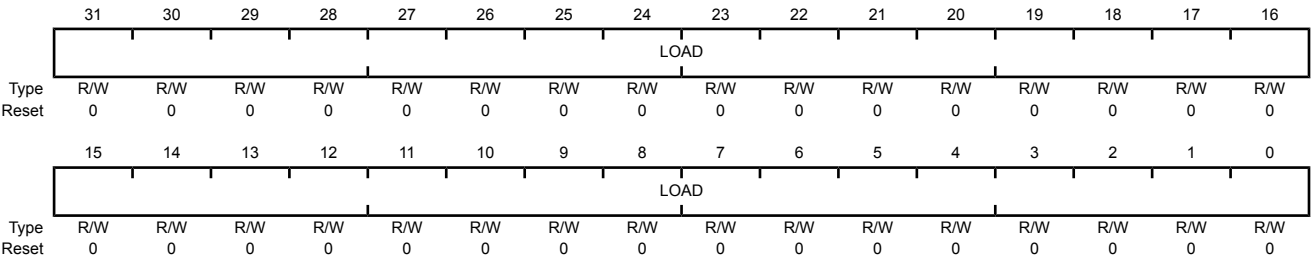 31 30 29 28 27 26 25 24 23 22 21 20 19 18 17 16
LOAD
Type R/W R/W R/W R/W R/W R/W R/W R/W R/W R/W R/W R/W R/W R/W R/W R/W
Reset 0 0 0 0 0 0 0 0 0 0 0 0 0 0 0 0
15 14 13 12 11 10 9 8 7 6 5 4 3 2 1 0
LOAD
Type R/W R/W R/W R/W R/W R/W R/W R/W R/W R/W R/W R/W R/W R/W R/W R/W
Reset 0 0 0 0 0 0 0 0 0 0 0 0 0 0 0 0